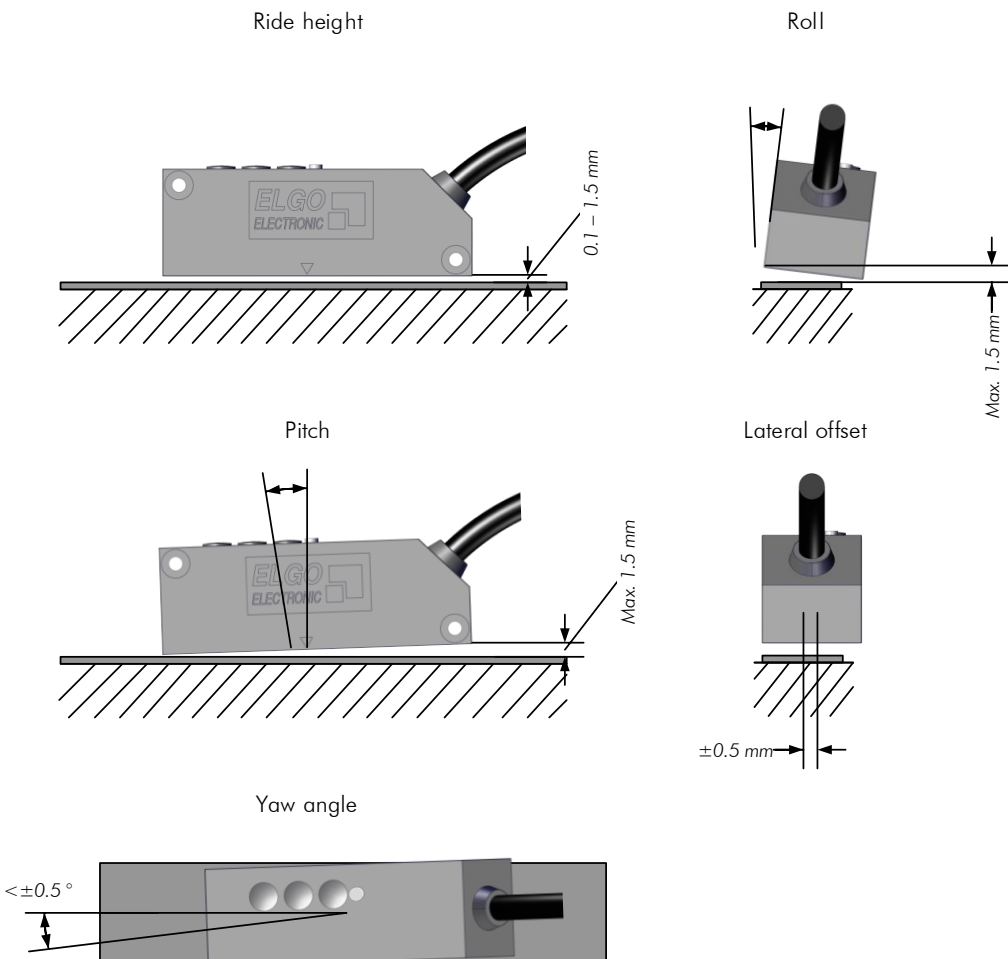 Ride height
Roll
ELGO
ELECTRONIC
0.1 – 1.5 mm
Max. 1.5 mm
Pitch
Lateral offset
ELGO
ELECTRONIC
Max. 1.5 mm
±0.5 mm
Yaw angle
<±0.5 °